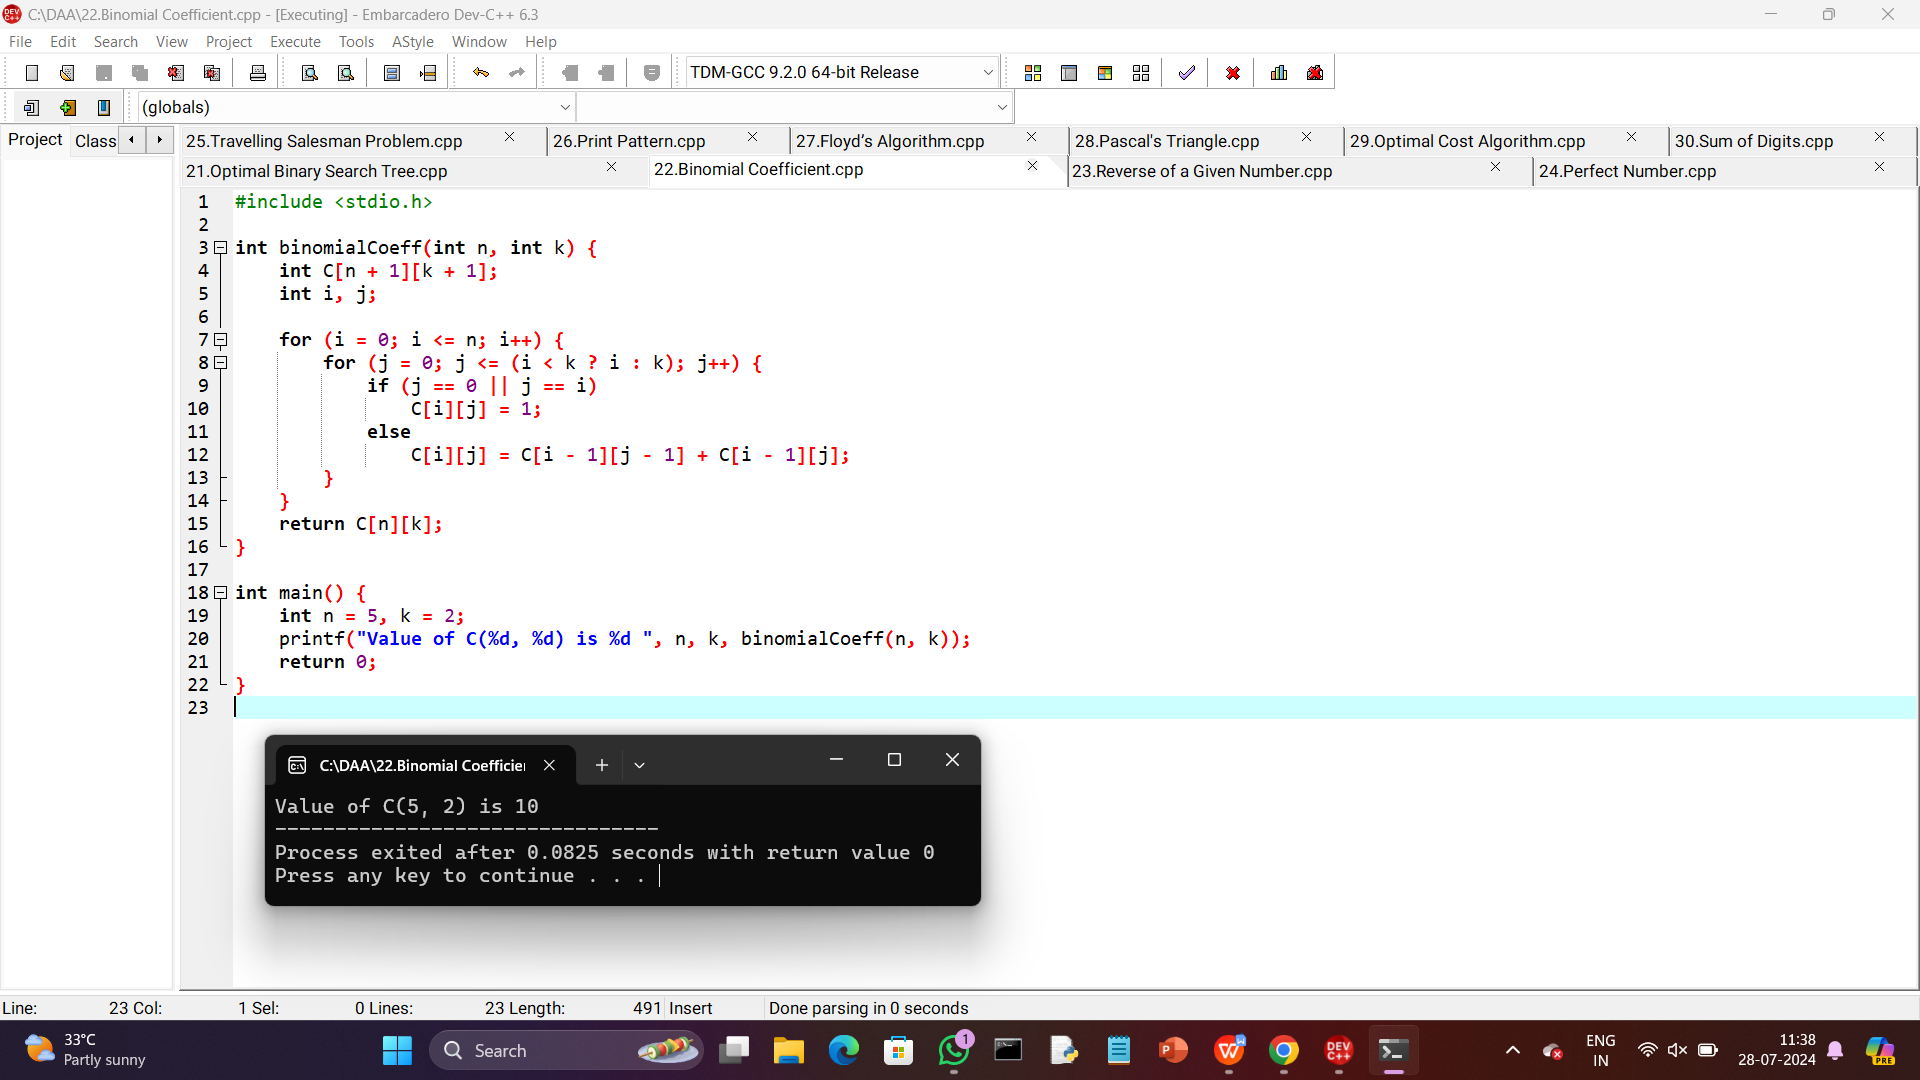 C:\DAA\22.Binomial Coefficient.cpp - [Executing] - Embarcadero Dev-C++ 6.3
File Edit Search View Project Execute Tools AStyle Window Help
TDM-GCC 9.2.0 64-bit Release
(globals)
Project Class
25.Travelling Salesman Problem.cpp 26.Print Pattern.cpp 27.Floyd's Algorithm.cpp 28.Pascal's Triangle.cpp 29.Optimal Cost Algorithm.cpp 30.Sum of Digits.cpp
21.Optimal Binary Search Tree.cpp 22.Binomial Coefficient.cpp 23.Reverse of a Given Number.cpp 24.Perfect Number.cpp
1 #include <stdio.h>
2
3 int binomialCoeff(int n, int k) {
4     int C[n + 1][k + 1];
5     int i, j;
6
7     for (i = 0; i <= n; i++) {
8         for (j = 0; j <= (i < k ? i : k); j++) {
9             if (j == 0 || j == i)
10                 C[i][j] = 1;
11             else
12                 C[i][j] = C[i - 1][j - 1] + C[i - 1][j];
13         }
14     }
15     return C[n][k];
16 }
17
18 int main() {
19     int n = 5, k = 2;
20     printf("Value of C(%d, %d) is %d ", n, k, binomialCoeff(n, k));
21     return 0;
22 }
23
C:\DAA\22.Binomial Coefficie
Value of C(5, 2) is 10
--------------------------------
Process exited after 0.0825 seconds with return value 0
Press any key to continue . . .
Line: 23 Col: 1 Sel: 0 Lines: 23 Length: 491 Insert Done parsing in 0 seconds
33°C
Partly sunny
Search
1
DEV C++
ENG
IN
11:38
28-07-2024
PRE